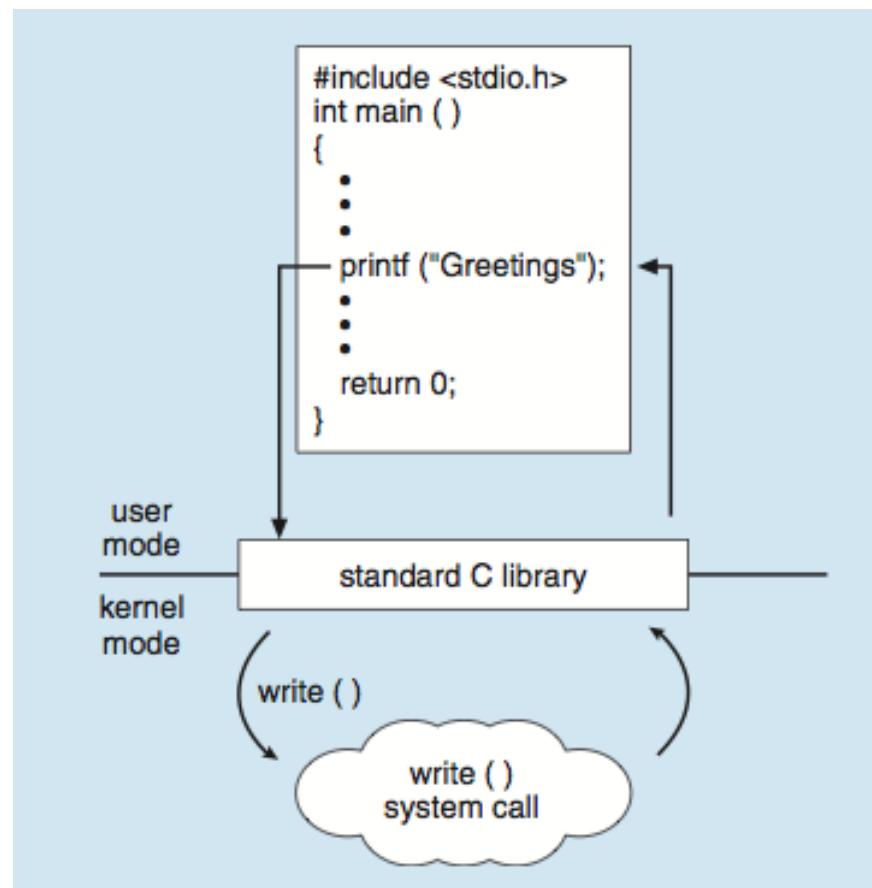 #include <stdio.h>
int main ( )
{
•
•
•
printf ("Greetings");
•
•
•
return 0;
}
user
mode
standard C library
kernel
mode
write ( )
write ( )
system call